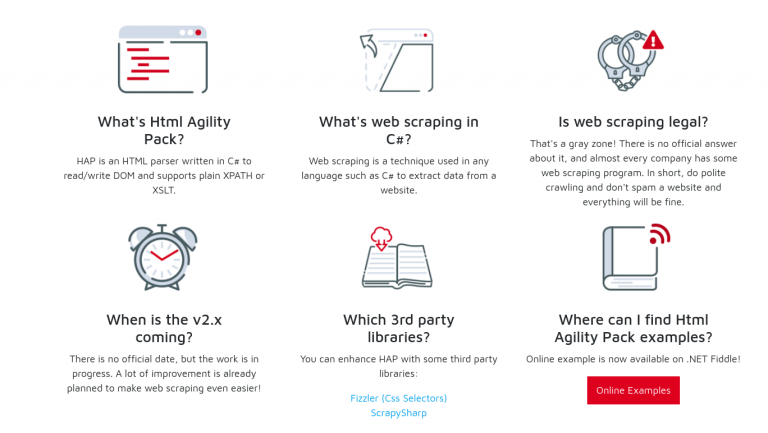 What's Html Agility
Pack?
HAP is an HTML parser written in C# to
read/write DOM and supports plain XPATH or
XSLT.
What's web scraping in
C#?
Web scraping is a technique used in any
language such as C# to extract data from a
website.
Is web scraping legal?
That's a gray zone! There is no official answer
about it, and almost every company has some
web scraping program. In short, do polite
crawling and don't spam a website and
everything will be fine.
When is the v2.x
coming?
There is no official date, but the work is in
progress. A lot of improvement is already
planned to make web scraping even easier!
Which 3rd party
libraries?
You can enhance HAP with some third party
libraries:
Fizzler (Css Selectors)
ScrapySharp
Where can I find Html
Agility Pack examples?
Online example is now available on .NET Fiddle!
Online Examples